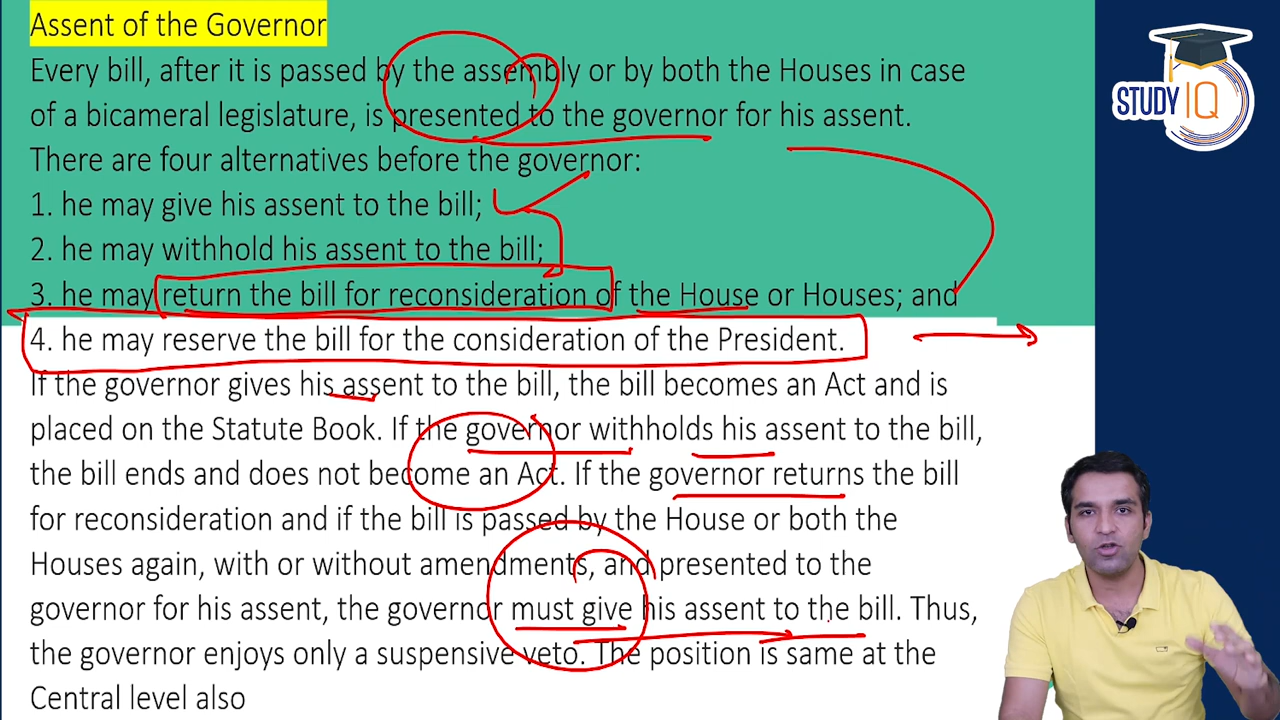 Assent of the Governor
Every bill, after it is passed by the assembly or by both the Houses in case
of a bicameral legislature, is presented to the governor for his assent.
There are four alternatives before the governor:
1. he may give his assent to the bill;
2. he may withhold his assent to the bill;
3. he may return the bill for reconsideration of the House or Houses; and
4. he may reserve the bill for the consideration of the President.
If the governor gives his assent to the bill, the bill becomes an Act and is
placed on the Statute Book. If the governor withholds his assent to the bill,
the bill ends and does not become an Act. If the governor returns the bill
for reconsideration and if the bill is passed by the House or both the
Houses again, with or without amendments, and presented to the
governor for his assent, the governor must give his assent to the bill. Thus,
the governor enjoys only a suspensive veto. The position is same at the
Central level also
STUDY IQ